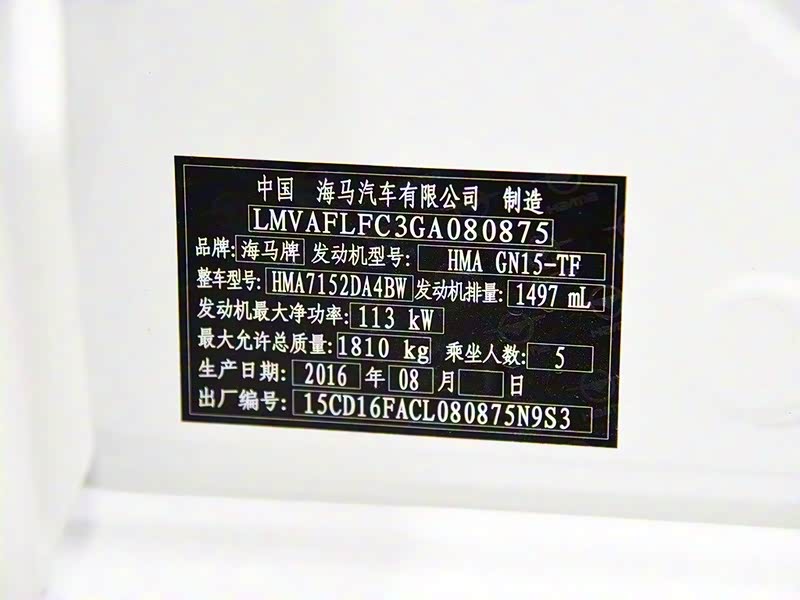 中国 海马汽车有限公司 制造
LMVAFLFC3GA080875
品牌: 海马牌 发动机型号: HMA GN15-TF
整车型号: HMA7152DA4BW 发动机排量: 1497 mL
发动机最大净功率: 113 kW
最大允许总质量: 1810 kg 乘坐人数: 5
生产日期: 2016 年 08 月 日
出厂编号: 15CD16FACL080875N9S3